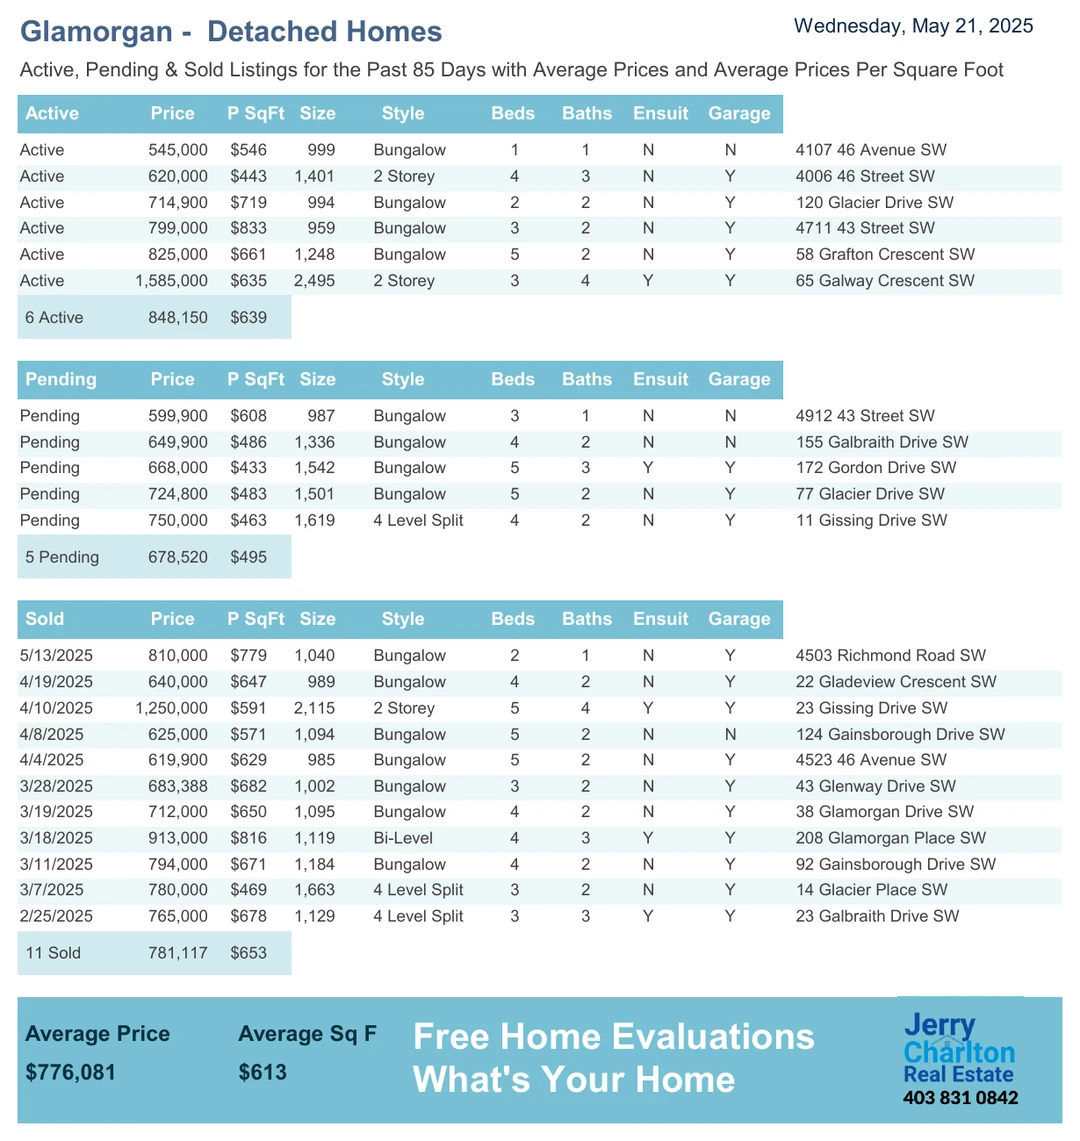 Glamorgan - Detached Homes
Wednesday, May 21, 2025
Active, Pending & Sold Listings for the Past 85 Days with Average Prices and Average Prices Per Square Foot
Active Price P SqFt Size Style Beds Baths Ensuit Garage
Active 545,000 $546 999 Bungalow 1 1 N N 4107 46 Avenue SW
Active 620,000 $443 1,401 2 Storey 4 3 N Y 4006 46 Street SW
Active 714,900 $719 994 Bungalow 2 2 N Y 120 Glacier Drive SW
Active 799,000 $833 959 Bungalow 3 2 N Y 4711 43 Street SW
Active 825,000 $661 1,248 Bungalow 5 2 N Y 58 Grafton Crescent SW
Active 1,585,000 $635 2,495 2 Storey 3 4 Y Y 65 Galway Crescent SW
6 Active 848,150 $639
Pending Price P SqFt Size Style Beds Baths Ensuit Garage
Pending 599,900 $608 987 Bungalow 3 1 N N 4912 43 Street SW
Pending 649,900 $486 1,336 Bungalow 4 2 N N 155 Galbraith Drive SW
Pending 668,000 $433 1,542 Bungalow 5 3 Y Y 172 Gordon Drive SW
Pending 724,800 $483 1,501 Bungalow 5 2 N Y 77 Glacier Drive SW
Pending 750,000 $463 1,619 4 Level Split 4 2 N Y 11 Gissing Drive SW
5 Pending 678,520 $495
Sold Price P SqFt Size Style Beds Baths Ensuit Garage
5/13/2025 810,000 $779 1,040 Bungalow 2 1 N Y 4503 Richmond Road SW
4/19/2025 640,000 $647 989 Bungalow 4 2 N Y 22 Gladeview Crescent SW
4/10/2025 1,250,000 $591 2,115 2 Storey 5 4 Y Y 23 Gissing Drive SW
4/8/2025 625,000 $571 1,094 Bungalow 5 2 N N 124 Gainsborough Drive SW
4/4/2025 619,900 $629 985 Bungalow 5 2 N Y 4523 46 Avenue SW
3/28/2025 683,388 $682 1,002 Bungalow 3 2 N Y 43 Glenway Drive SW
3/19/2025 712,000 $650 1,095 Bungalow 4 2 N Y 38 Glamorgan Drive SW
3/18/2025 913,000 $816 1,119 Bi-Level 4 3 Y Y 208 Glamorgan Place SW
3/11/2025 794,000 $671 1,184 Bungalow 4 2 N Y 92 Gainsborough Drive SW
3/7/2025 780,000 $469 1,663 4 Level Split 3 2 N Y 14 Glacier Place SW
2/25/2025 765,000 $678 1,129 4 Level Split 3 3 Y Y 23 Galbraith Drive SW
11 Sold 781,117 $653
Average Price Average Sq F
$776,081 $613
Free Home Evaluations
What's Your Home
Jerry
Charlton
Real Estate
403 831 0842